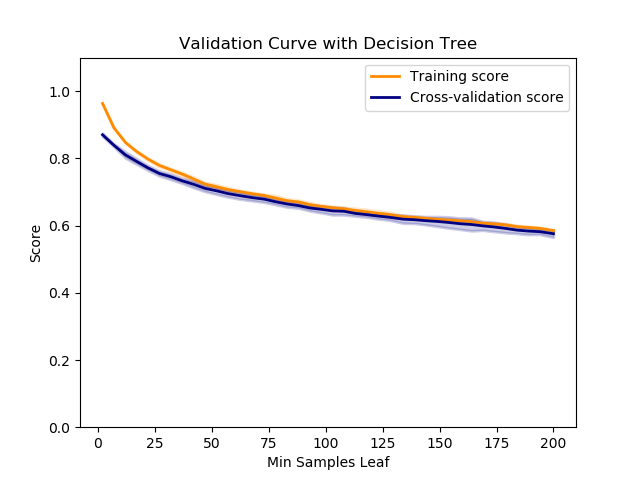 Validation Curve with Decision Tree
Training score
Cross-validation score
Score
1.0
0.8
0.6
0.4
0.2
0.0
0 25 50 75 100 125 150 175 200
Min Samples Leaf